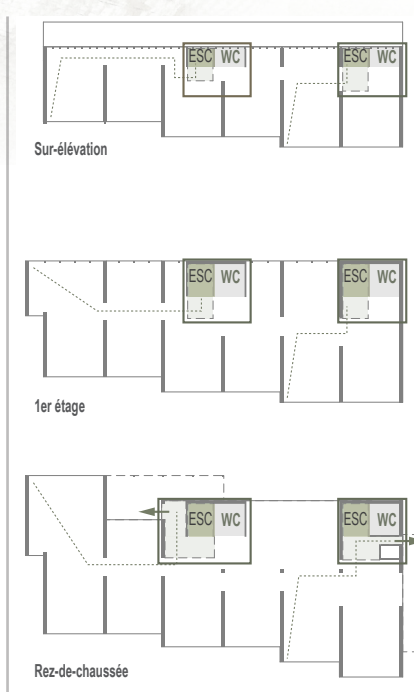 ESC WC ESC WC
Sur-élévation
ESC WC ESC WC
1er étage
ESC WC ESC WC
Rez-de-chaussée